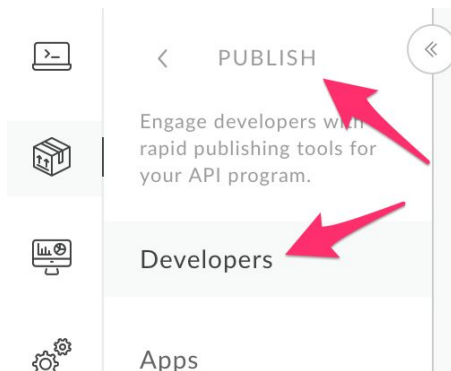 PUBLISH
Engage developers with
rapid publishing tools for
your API program.
Developers
Apps